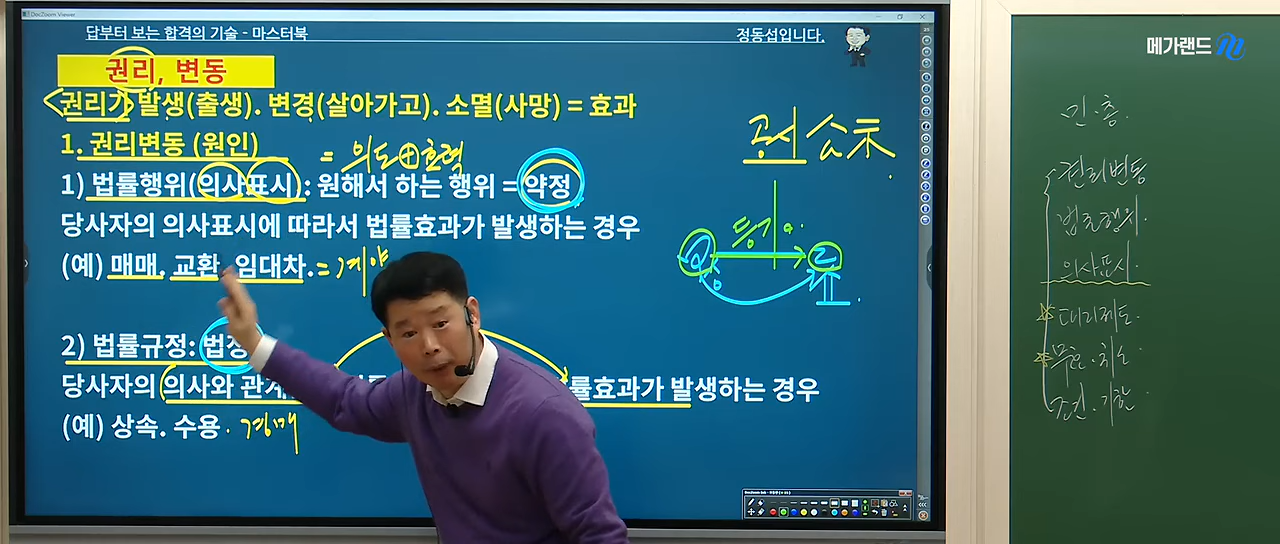 DocZoom Viewer
답부터 보는 합격의 기술 - 마스터북
정동섭입니다.
메가랜드
권리, 변동
권리가 발생(출생). 변경(살아가고). 소멸(사망) = 효과
1. 권리변동 (원인)
= 의도⊕효력
1) 법률행위(의사표시): 원해서 하는 행위 = 약정
당사자의 의사표시에 따라서 법률효과가 발생하는 경우
(예) 매매. 교환. 임대차. = 계약
2) 법률규정: 법정
당사자의 의사와 관계
률효과가 발생하는 경우
(예) 상속. 수용. 경매
공시 公示
등기
민·총
권리변동
법률행위
의사표시
대리제도
무효·취소
조건·기한